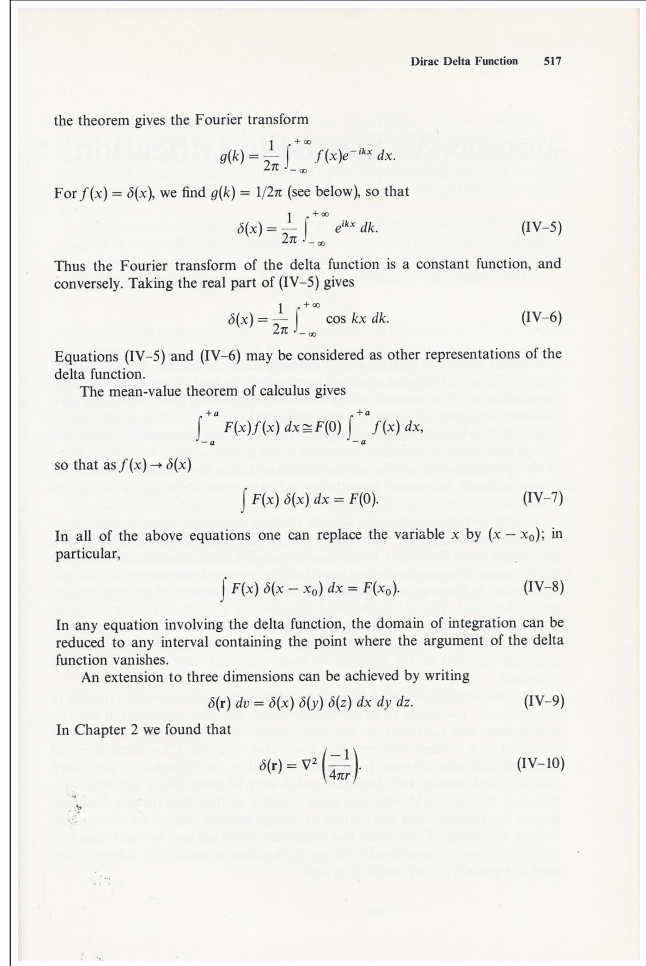 Dirac Delta Function 517
the theorem gives the Fourier transform
g(k) = 1/2π ∫_{-∞}^{+∞} f(x)e^{-ikx} dx.
For f(x) = δ(x), we find g(k) = 1/2π (see below), so that
δ(x) = 1/2π ∫_{-∞}^{+∞} e^{ikx} dk. (IV-5)
Thus the Fourier transform of the delta function is a constant function, and
conversely. Taking the real part of (IV-5) gives
δ(x) = 1/2π ∫_{-∞}^{+∞} cos kx dk. (IV-6)
Equations (IV-5) and (IV-6) may be considered as other representations of the
delta function.
The mean-value theorem of calculus gives
∫_{-a}^{+a} F(x)f(x) dx ≅ F(0) ∫_{-a}^{+a} f(x) dx,
so that as f(x) → δ(x)
∫ F(x) δ(x) dx = F(0). (IV-7)
In all of the above equations one can replace the variable x by (x − x₀); in
particular,
∫ F(x) δ(x − x₀) dx = F(x₀). (IV-8)
In any equation involving the delta function, the domain of integration can be
reduced to any interval containing the point where the argument of the delta
function vanishes.
An extension to three dimensions can be achieved by writing
δ(r) dv = δ(x) δ(y) δ(z) dx dy dz. (IV-9)
In Chapter 2 we found that
δ(r) = ∇² (−1/4πr). (IV-10)